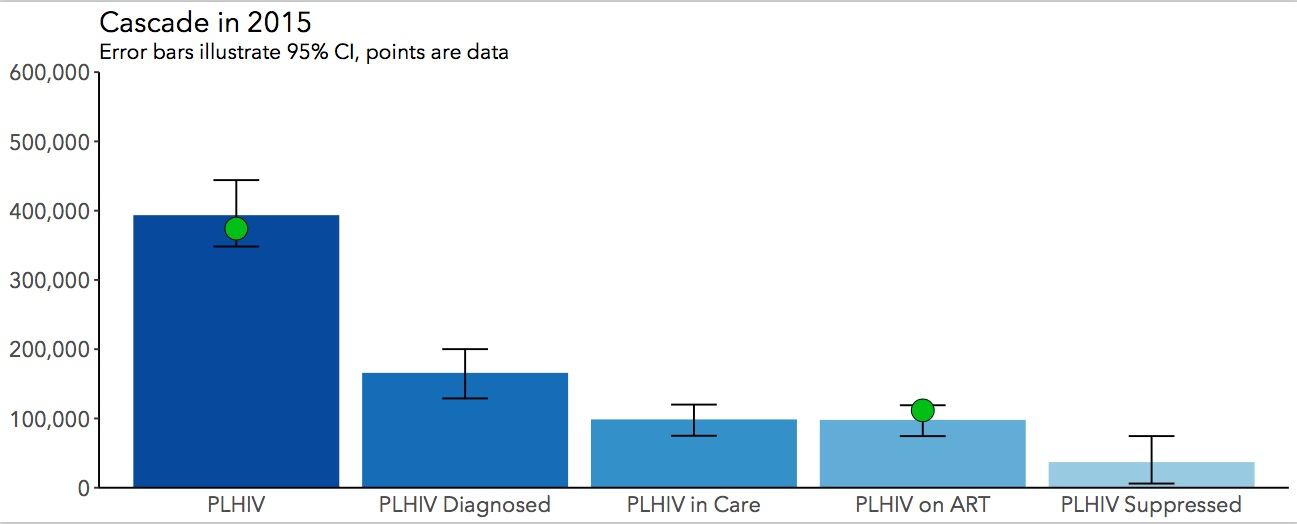 Cascade in 2015
Error bars illustrate 95% CI, points are data
600,000
500,000
400,000
300,000
200,000
100,000
0
PLHIV PLHIV Diagnosed PLHIV in Care PLHIV on ART PLHIV Suppressed